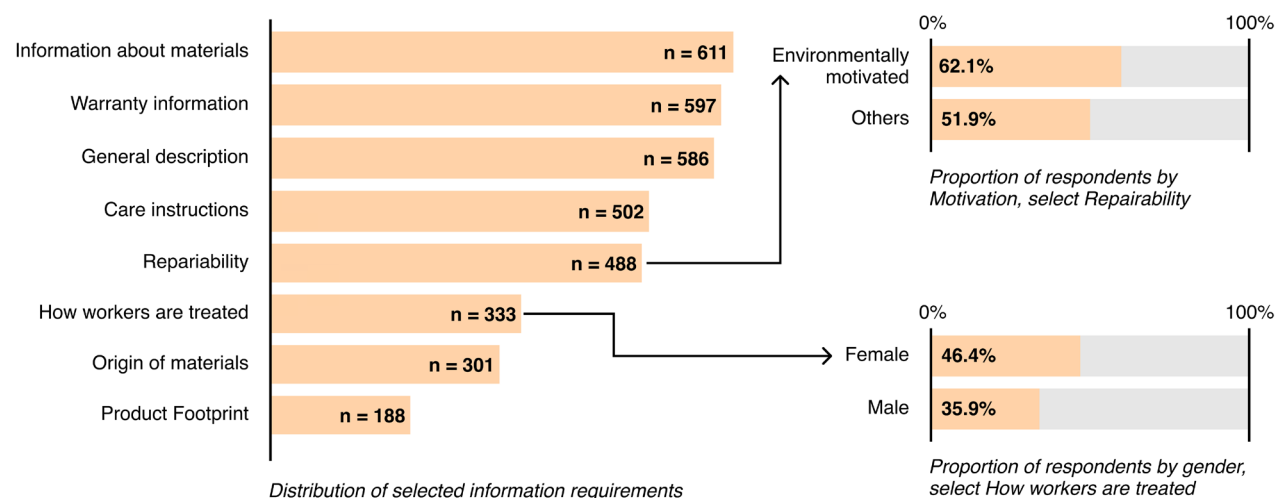 Information about materials
n = 611
Warranty information
n = 597
General description
n = 586
Care instructions
n = 502
Repariability
n = 488
How workers are treated
n = 333
Origin of materials
n = 301
Product Footprint
n = 188
Distribution of selected information requirements
0% 100%
Environmentally
motivated
62.1%
Others
51.9%
Proportion of respondents by
Motivation, select Repairability
0% 100%
Female
46.4%
Male
35.9%
Proportion of respondents by gender,
select How workers are treated